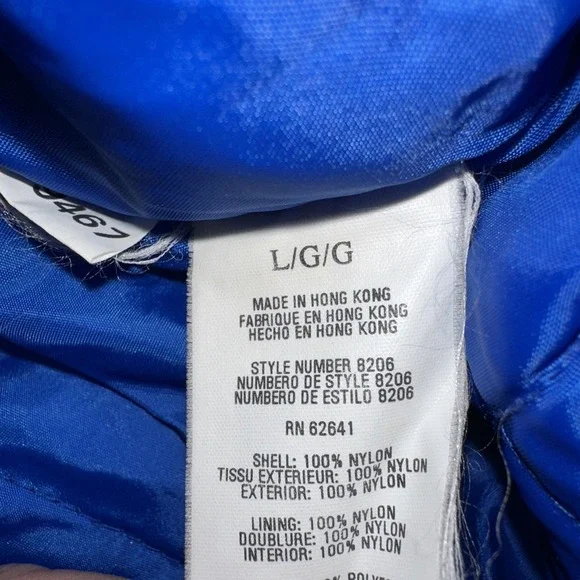 L/G/G
MADE IN HONG KONG
FABRIQUE EN HONG KONG
HECHO EN HONG KONG
STYLE NUMBER 8206
NUMERO DE STYLE 8206
NUMERO DE ESTILO 8206
RN 62641
SHELL: 100% NYLON
TISSU EXTERIEUR: 100% NYLON
EXTERIOR: 100% NYLON
LINING: 100% NYLON
DOUBLURE: 100% NYLON
INTERIOR: 100% NYLON